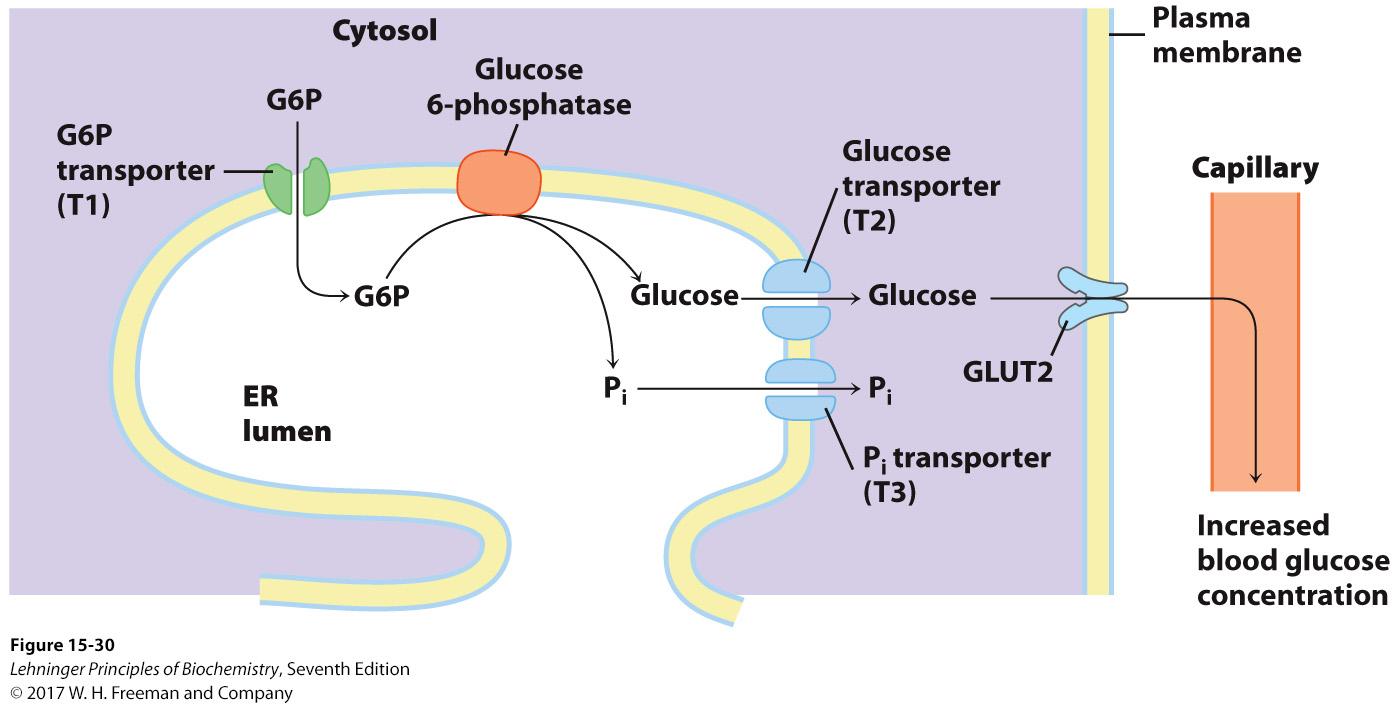 Cytosol
Plasma
membrane
Glucose
6-phosphatase
G6P
G6P
transporter
(T1)
Glucose
transporter
(T2)
Capillary
G6P
Glucose
Glucose
GLUT2
ER
lumen
Pi
Pi
Pi transporter
(T3)
Increased
blood glucose
concentration
Figure 15-30
Lehninger Principles of Biochemistry, Seventh Edition
© 2017 W. H. Freeman and Company